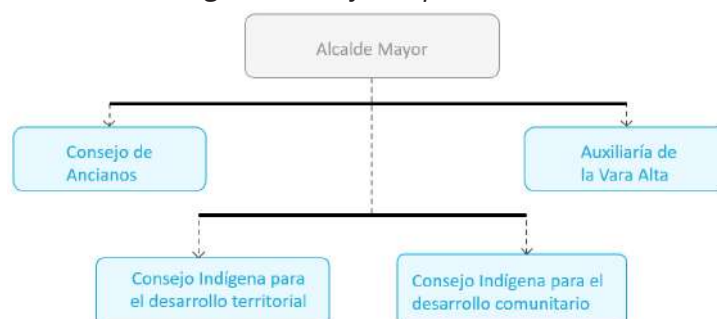 Alcalde Mayor
Consejo de
Ancianos
Auxiliaría de
la Vara Alta
Consejo Indígena para
el desarrollo territorial
Consejo Indígena para el
desarrollo comunitario